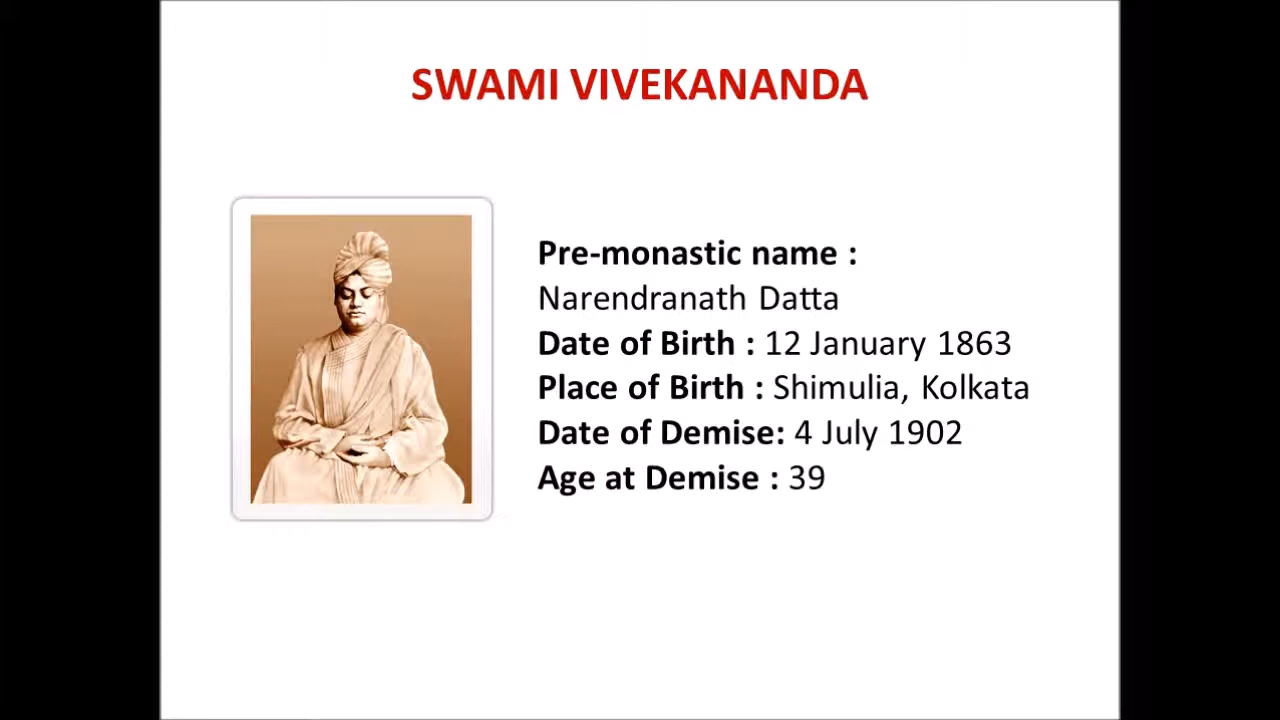 SWAMI VIVEKANANDA
Pre-monastic name :
Narendranath Datta
Date of Birth : 12 January 1863
Place of Birth : Shimulia, Kolkata
Date of Demise: 4 July 1902
Age at Demise : 39